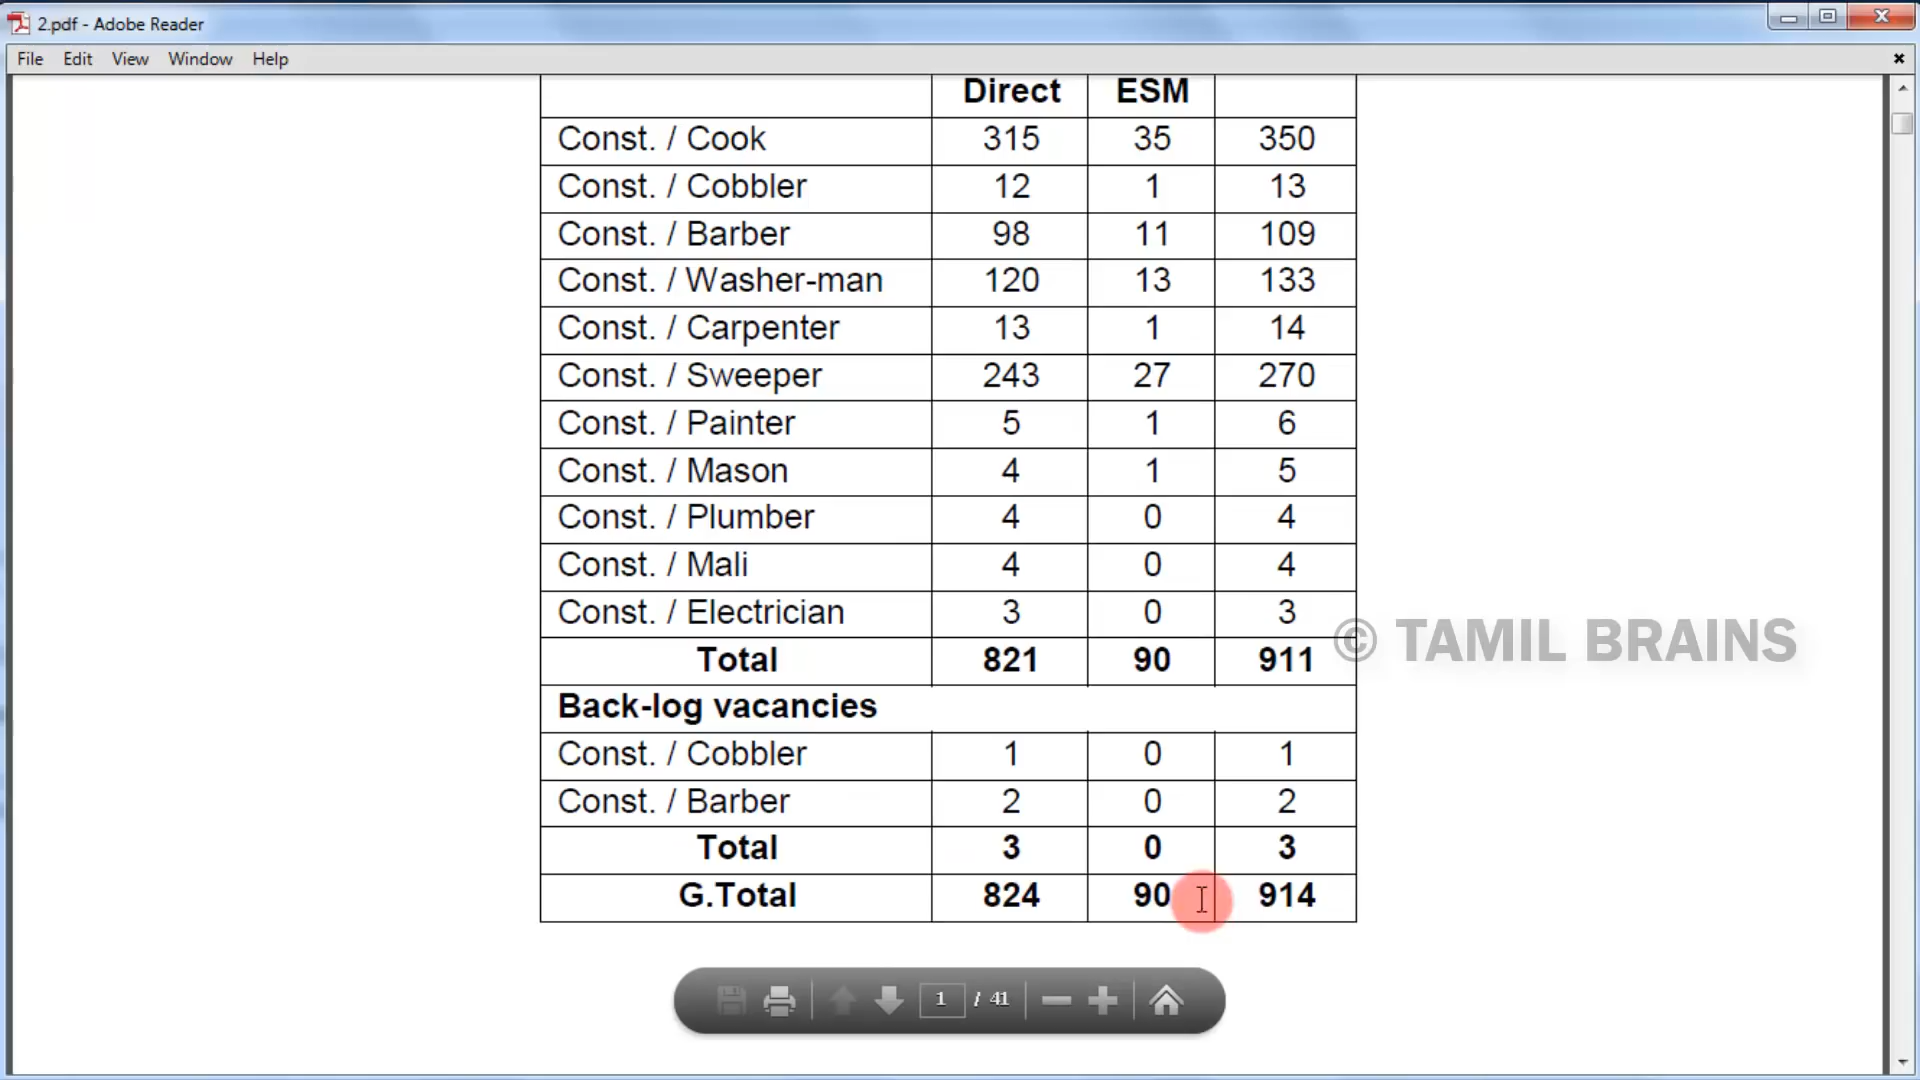 2.pdf - Adobe Reader
File Edit View Window Help
Direct ESM
Const. / Cook 315 35 350
Const. / Cobbler 12 1 13
Const. / Barber 98 11 109
Const. / Washer-man 120 13 133
Const. / Carpenter 13 1 14
Const. / Sweeper 243 27 270
Const. / Painter 5 1 6
Const. / Mason 4 1 5
Const. / Plumber 4 0 4
Const. / Mali 4 0 4
Const. / Electrician 3 0 3
Total 821 90 911
© TAMIL BRAINS
Back-log vacancies
Const. / Cobbler 1 0 1
Const. / Barber 2 0 2
Total 3 0 3
G.Total 824 90 914
1 / 41